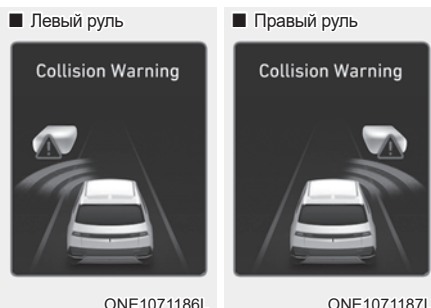 ■ Левый руль
Collision Warning
ONE1071186L
■ Правый руль
Collision Warning
ONE1071187L